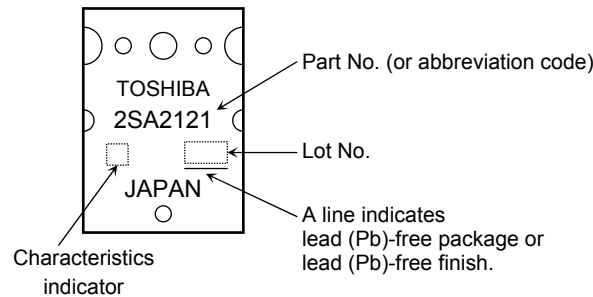 TOSHIBA
2SA2121
JAPAN
Part No. (or abbreviation code)
Lot No.
A line indicates
lead (Pb)-free package or
lead (Pb)-free finish.
Characteristics
indicator